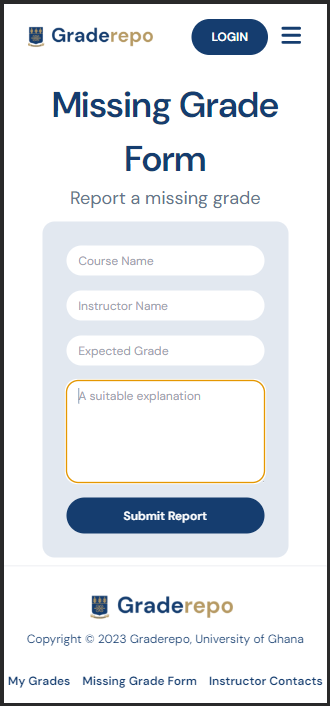 Graderepo
LOGIN
Missing Grade
Form
Report a missing grade
Course Name
Instructor Name
Expected Grade
A suitable explanation
Submit Report
Graderepo
Copyright © 2023 Graderepo, University of Ghana
My Grades Missing Grade Form Instructor Contacts